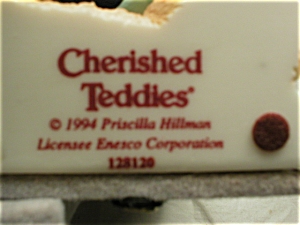 Cherished
Teddies®
© 1994 Priscilla Hillman
Licensee Enesco Corporation
128120